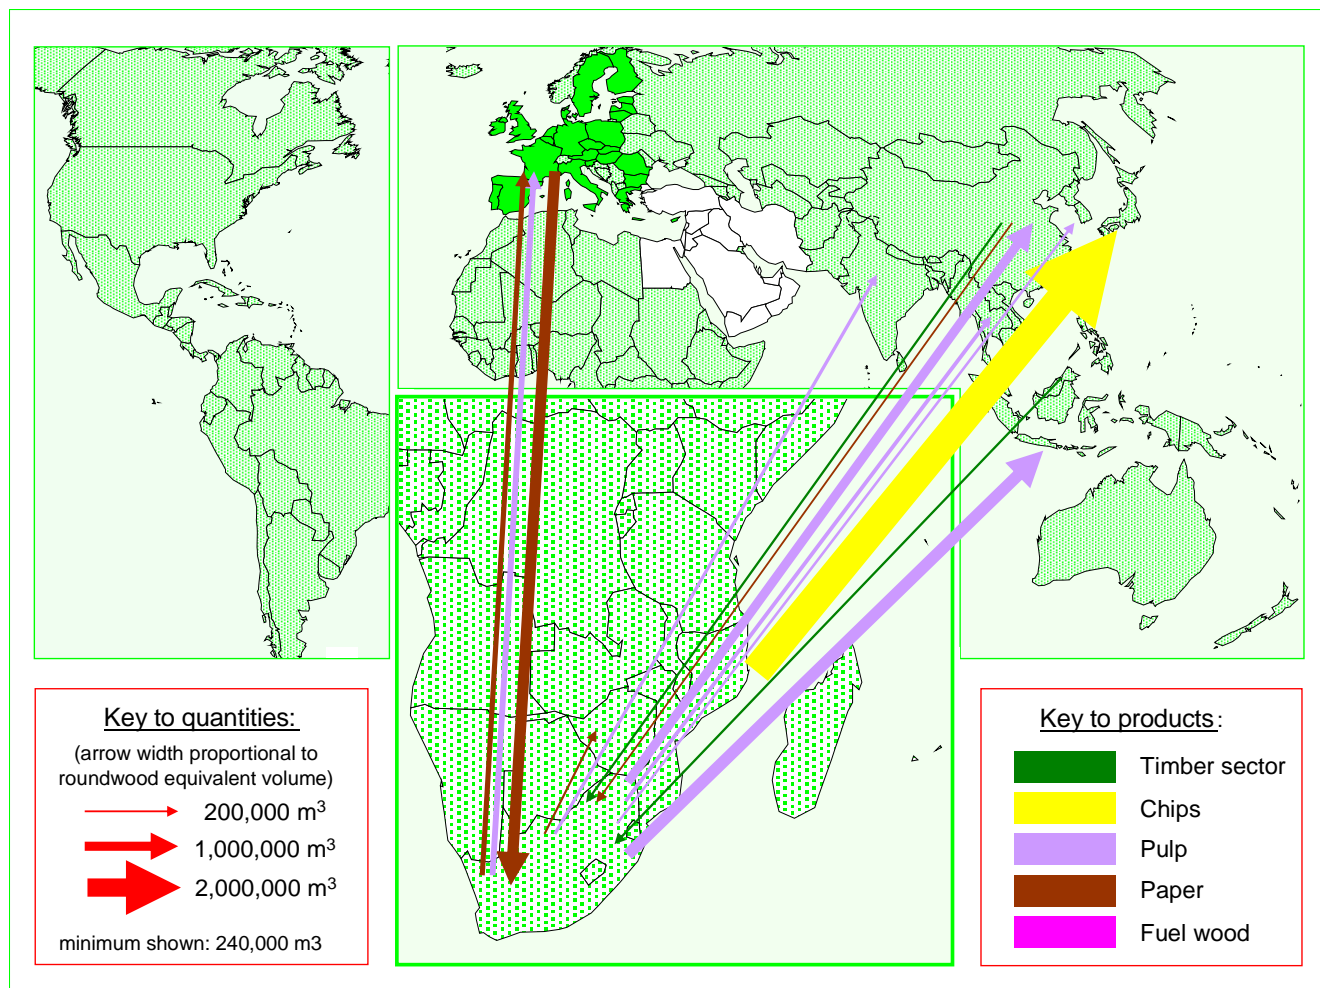 Key to quantities:
(arrow width proportional to
roundwood equivalent volume)
200,000 m³
1,000,000 m³
2,000,000 m³
minimum shown: 240,000 m3
Key to products:
Timber sector
Chips
Pulp
Paper
Fuel wood